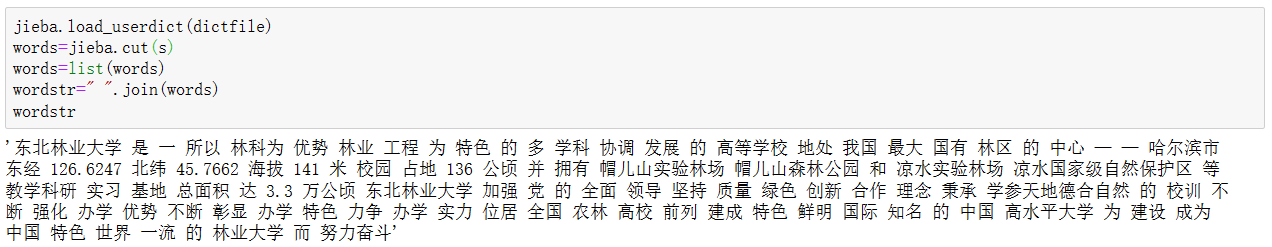 jieba.load_userdict(dictfile)
words=jieba.cut(s)
words=list(words)
wordstr=" ".join(words)
wordstr
'东北林业大学 是 一 所以 林科为 优势 林业 工程 为 特色 的 多 学科 协调 发展 的 高等学校 地处 我国 最大 国有 林区 的 中心 — — 哈尔滨市
东经 126.6247 北纬 45.7662 海拔 141 米 校园 占地 136 公顷 并 拥有 帽儿山实验林场 帽儿山森林公园 和 凉水实验林场 凉水国家级自然保护区 等
教学科研 实习 基地 总面积 达 3.3 万公顷 东北林业大学 加强 党 的 全面 领导 坚持 质量 绿色 创新 合作 理念 秉承 学参天地德合自然 的 校训 不
断 强化 办学 优势 不断 彰显 办学 特色 力争 办学 实力 位居 全国 农林 高校 前列 建成 特色 鲜明 国际 知名 的 中国 高水平大学 为 建设 成为
中国 特色 世界 一流 的 林业大学 而 努力奋斗'